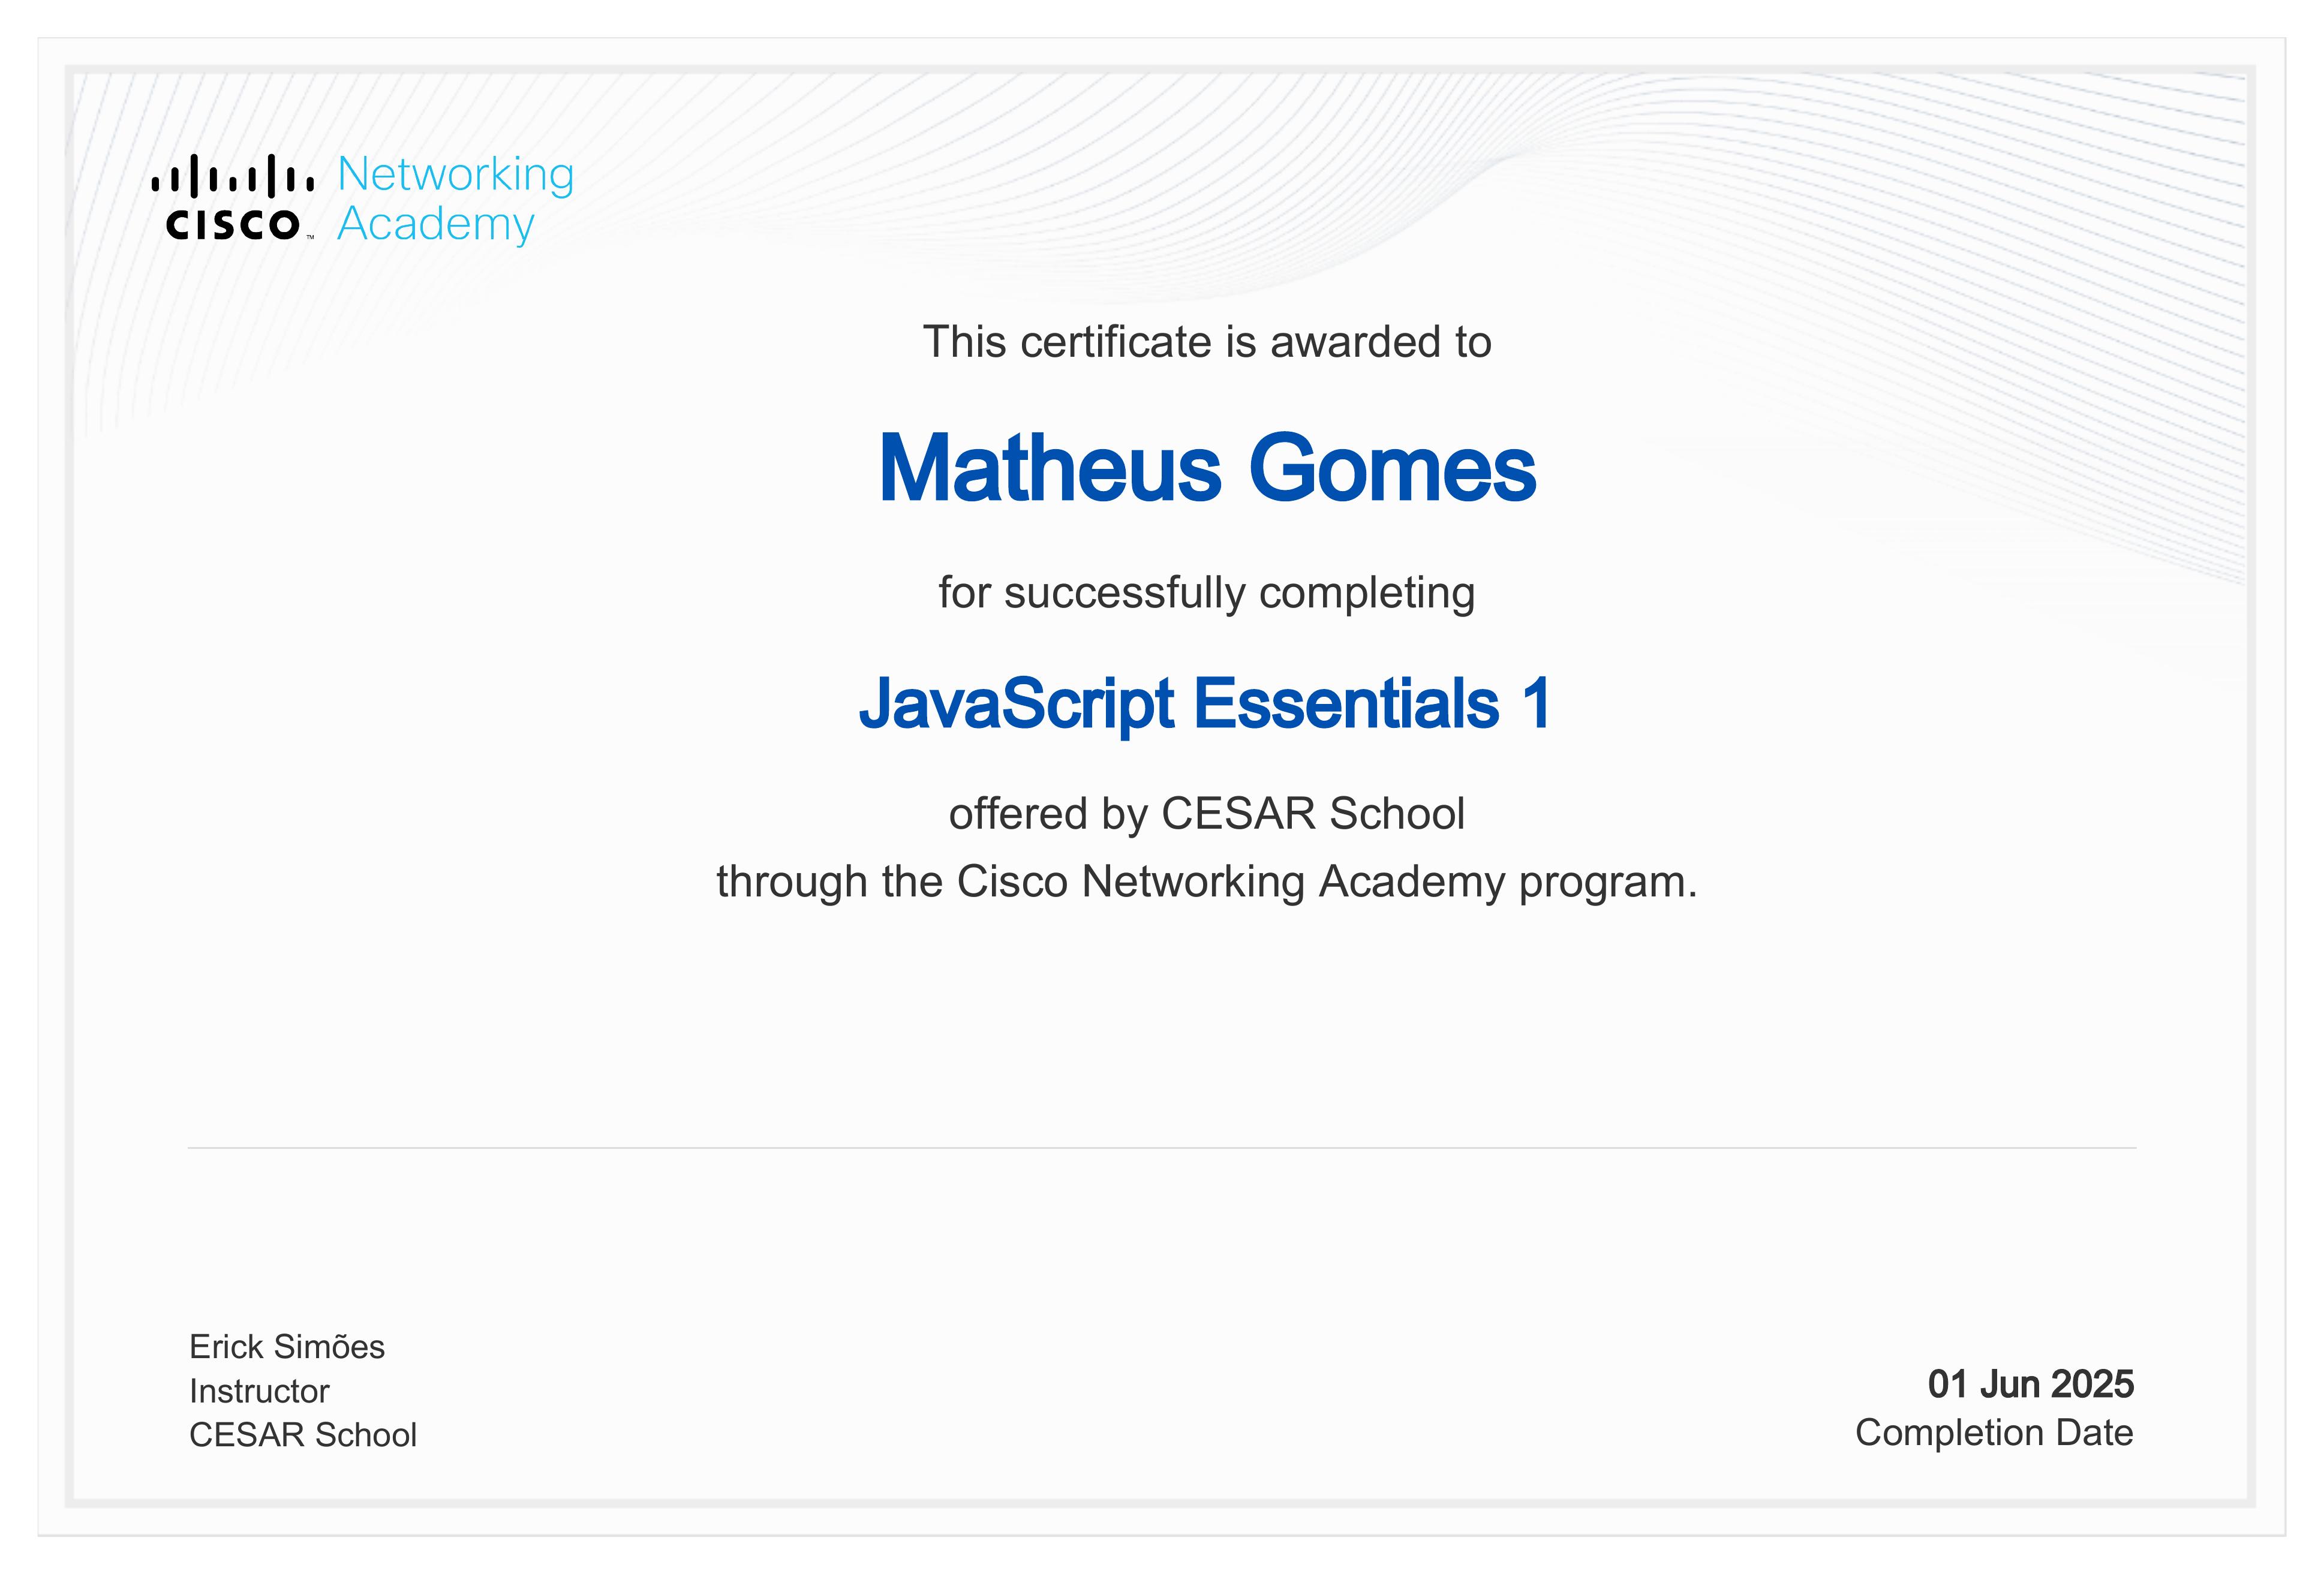 Networking
Academy
CISCO™
This certificate is awarded to
Matheus Gomes
for successfully completing
JavaScript Essentials 1
offered by CESAR School
through the Cisco Networking Academy program.
Erick Simões
Instructor
CESAR School
01 Jun 2025
Completion Date